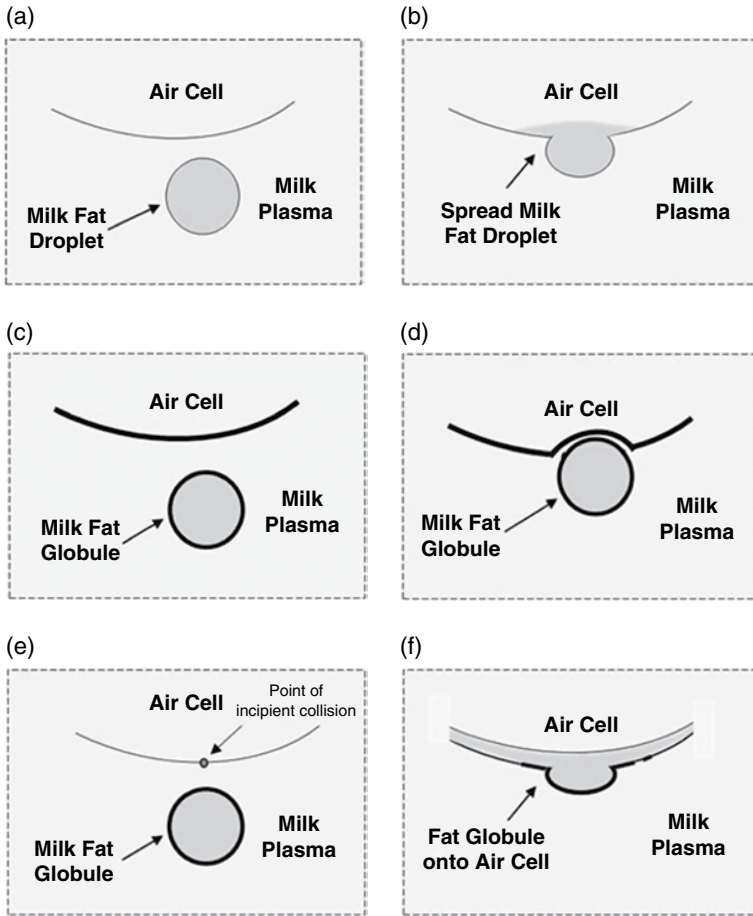 (a)
Air Cell
Milk Fat
Droplet
Milk
Plasma
(b)
Air Cell
Spread Milk
Fat Droplet
Milk
Plasma
(c)
Air Cell
Milk Fat
Globule
Milk
Plasma
(d)
Air Cell
Milk Fat
Globule
Milk
Plasma
(e)
Air Cell
Point of
incipient collision
Milk Fat
Globule
Milk
Plasma
(f)
Air Cell
Fat Globule
onto Air Cell
Milk
Plasma